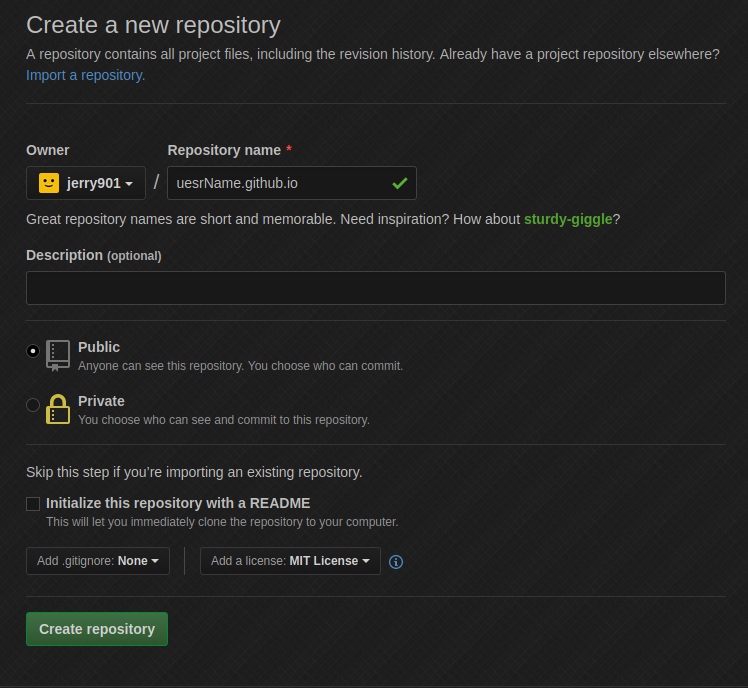 Create a new repository
A repository contains all project files, including the revision history. Already have a project repository elsewhere?
Import a repository.
Owner Repository name *
jerry901 / uesrName.github.io
Great repository names are short and memorable. Need inspiration? How about sturdy-giggle?
Description (optional)
Public
Anyone can see this repository. You choose who can commit.
Private
You choose who can see and commit to this repository.
Skip this step if you're importing an existing repository.
Initialize this repository with a README
This will let you immediately clone the repository to your computer.
Add .gitignore: None Add a license: MIT License
Create repository